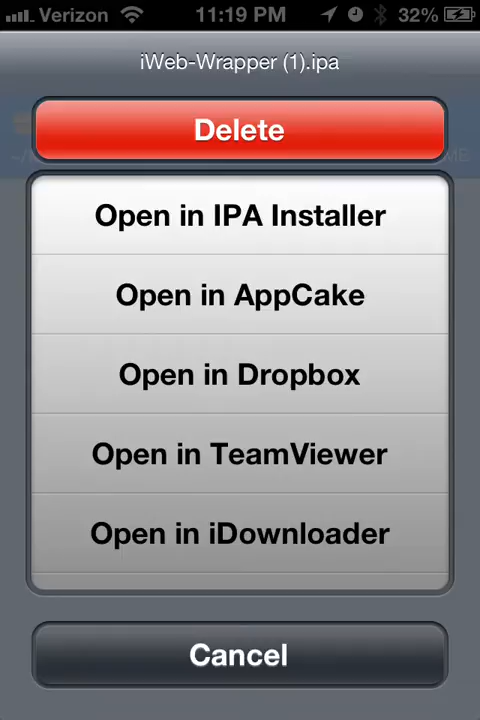 Verizon 11:19 PM 32%
iWeb-Wrapper (1).ipa
Delete
Open in IPA Installer
Open in AppCake
Open in Dropbox
Open in TeamViewer
Open in iDownloader
Cancel